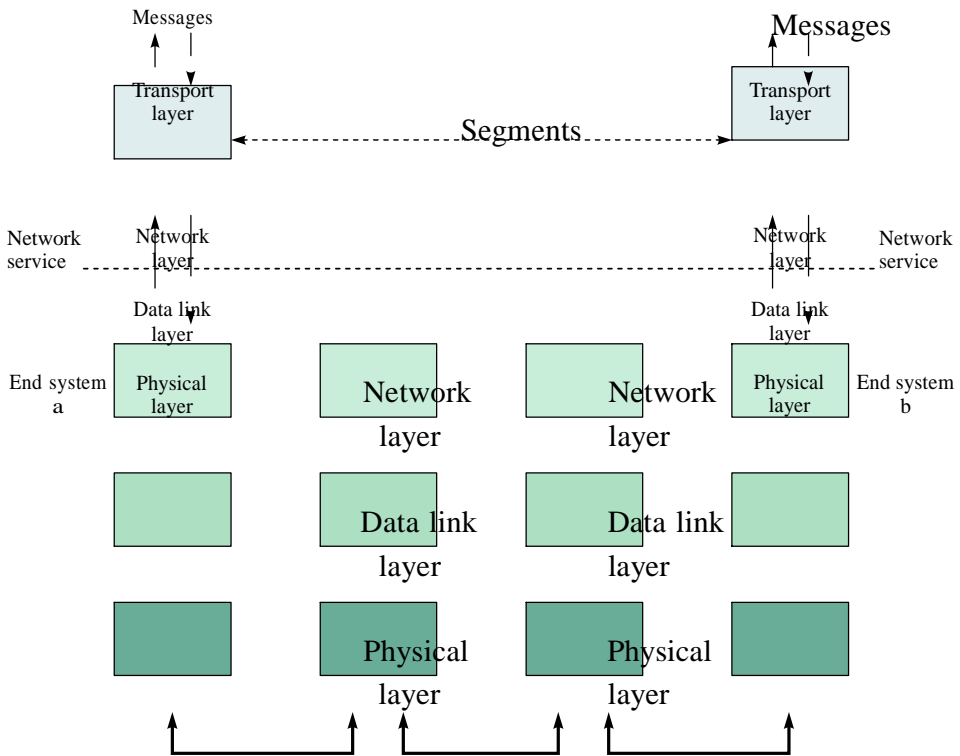 Messages
Messages
Transport
layer
Transport
layer
Segments
Network
service
Network
layer
Network
layer
Network
service
Data link
layer
Data link
layer
End system
a
Physical
layer
Network
layer
Network
layer
Physical
layer
End system
b
Data link
layer
Data link
layer
Physical
layer
Physical
layer